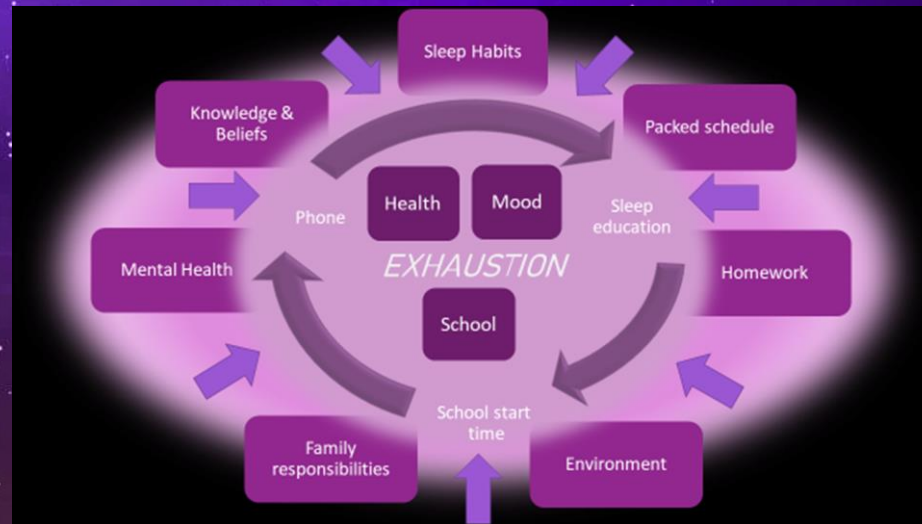 Sleep Habits
Knowledge &
Beliefs
Packed schedule
Health
Mood
Phone
Sleep
education
EXHAUSTION
Mental Health
Homework
School
School start
time
Family
responsibilities
Environment